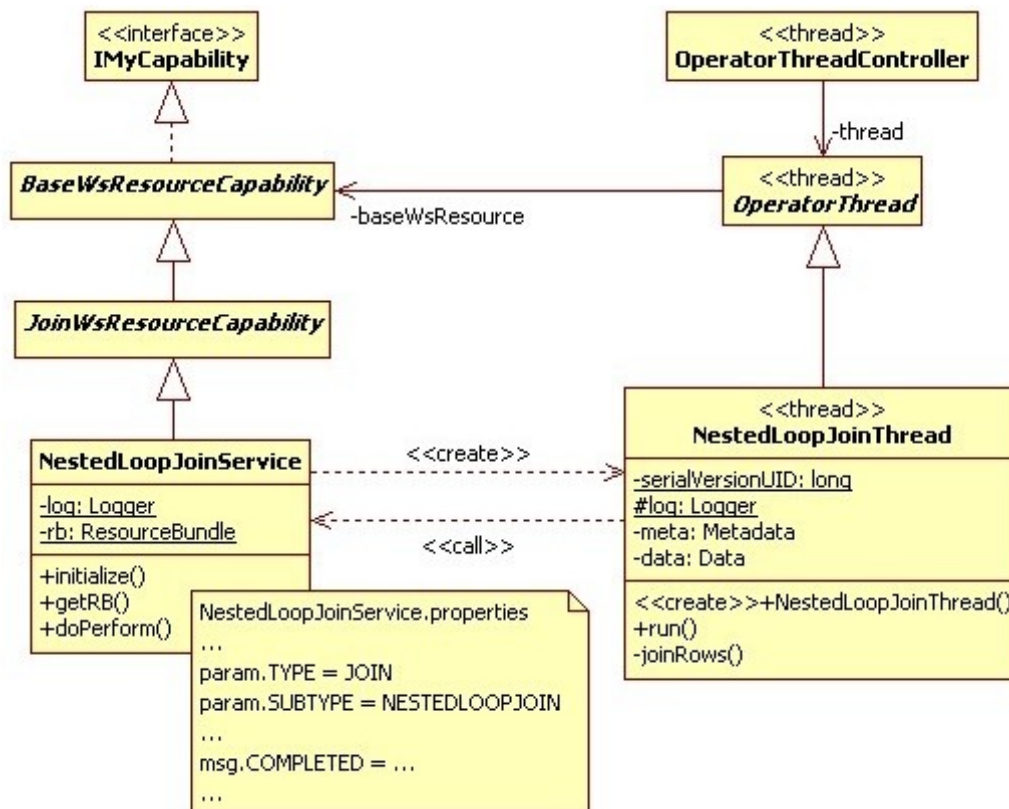 <<interface>>
IMyCapability
<<thread>>
OperatorThreadController
-thread
BaseWsResourceCapability
-baseWsResource
<<thread>>
OperatorThread
JoinWsResourceCapability
NestedLoopJoinService
-log: Logger
-rb: ResourceBundle
+initialize()
+getRB()
+doPerform()
<<create>>
<<call>>
<<thread>>
NestedLoopJoinThread
-serialVersionUID: long
#log: Logger
-meta: Metadata
-data: Data
<<create>>+NestedLoopJoinThread()
+run()
-joinRows()
NestedLoopJoinService.properties
...
param.TYPE = JOIN
param.SUBTYPE = NESTEDLOOPJOIN
...
msg.COMPLETED = ...
...